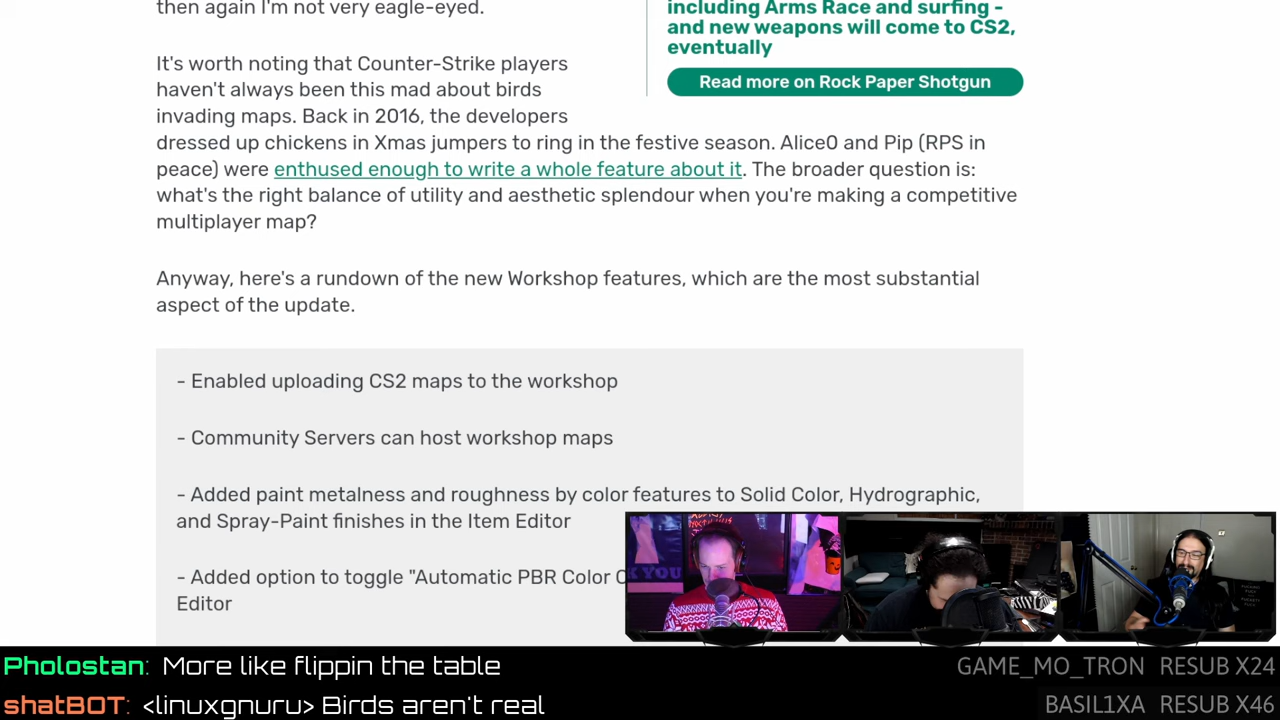 then again I'm not very eagle-eyed.
including Arms Race and surfing -
and new weapons will come to CS2,
eventually
Read more on Rock Paper Shotgun
It's worth noting that Counter-Strike players
haven't always been this mad about birds
invading maps. Back in 2016, the developers
dressed up chickens in Xmas jumpers to ring in the festive season. Alice0 and Pip (RPS in
peace) were enthused enough to write a whole feature about it. The broader question is:
what's the right balance of utility and aesthetic splendour when you're making a competitive
multiplayer map?
Anyway, here's a rundown of the new Workshop features, which are the most substantial
aspect of the update.
- Enabled uploading CS2 maps to the workshop
- Community Servers can host workshop maps
- Added paint metalness and roughness by color features to Solid Color, Hydrographic,
and Spray-Paint finishes in the Item Editor
- Added option to toggle "Automatic PBR Color C
Editor
Pholostan: More like flippin the table
shatBOT: <linuxgnuru> Birds aren't real
GAME_MO_TRON RESUB X24
BASIL1XA RESUB X46